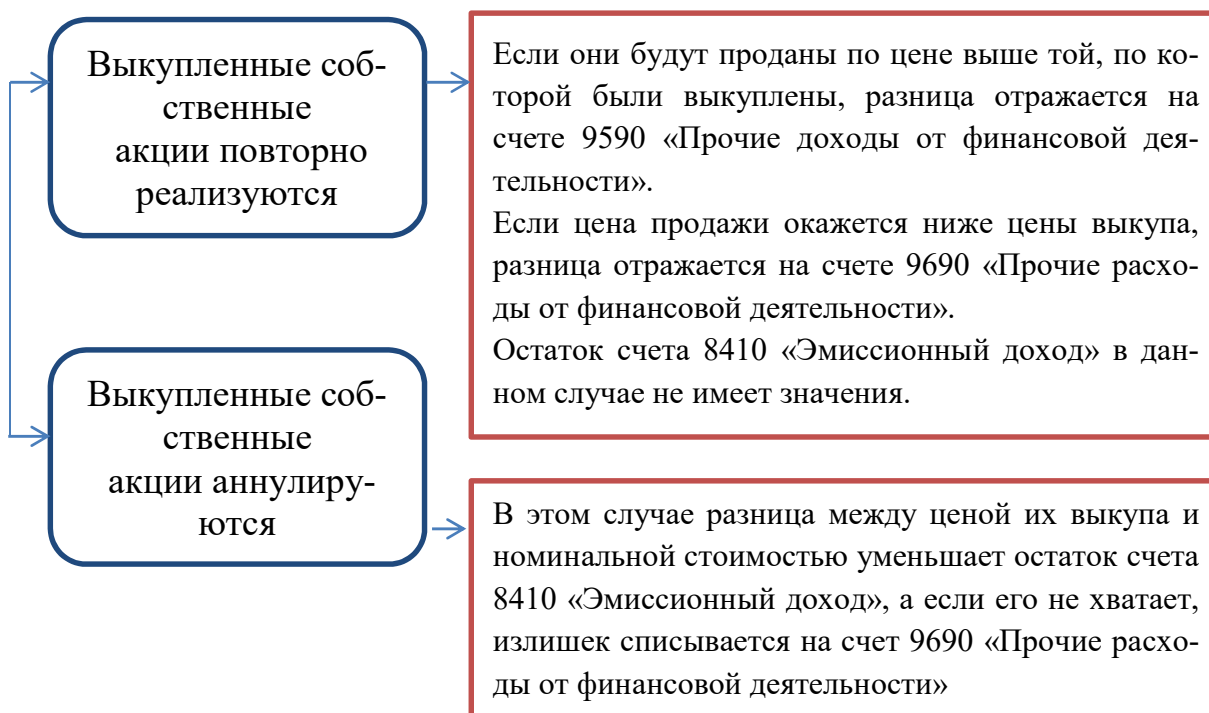 Выкупленные соб-
ственные
акции повторно
реализуются
Если они будут проданы по цене выше той, по ко-
торой были выкуплены, разница отражается на
счете 9590 «Прочие доходы от финансовой дея-
тельности».
Если цена продажи окажется ниже цены выкупа,
разница отражается на счете 9690 «Прочие расхо-
ды от финансовой деятельности».
Остаток счета 8410 «Эмиссионный доход» в дан-
ном случае не имеет значения.
Выкупленные соб-
ственные
акции аннулиру-
ются
В этом случае разница между ценой их выкупа и
номинальной стоимостью уменьшает остаток счета
8410 «Эмиссионный доход», а если его не хватает,
излишек списывается на счет 9690 «Прочие расхо-
ды от финансовой деятельности»